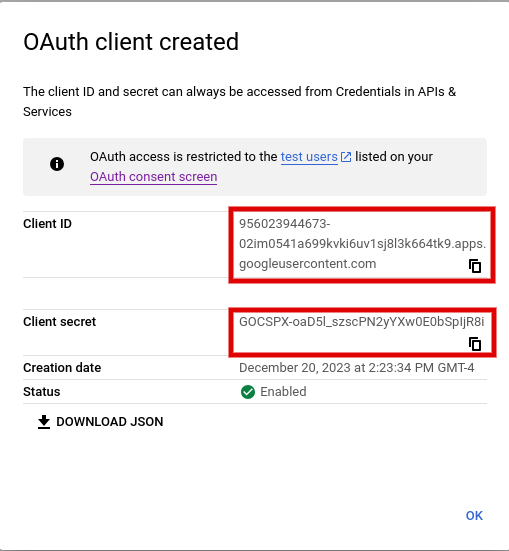 OAuth client created
The client ID and secret can always be accessed from Credentials in APIs &
Services
OAuth access is restricted to the test users listed on your
OAuth consent screen
Client ID
956023944673-
02im0541a699kvki6uv1sj8l3k664tk9.apps.
googleusercontent.com
Client secret
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
Creation date
December 20, 2023 at 2:23:34 PM GMT-4
Status
Enabled
DOWNLOAD JSON
OK